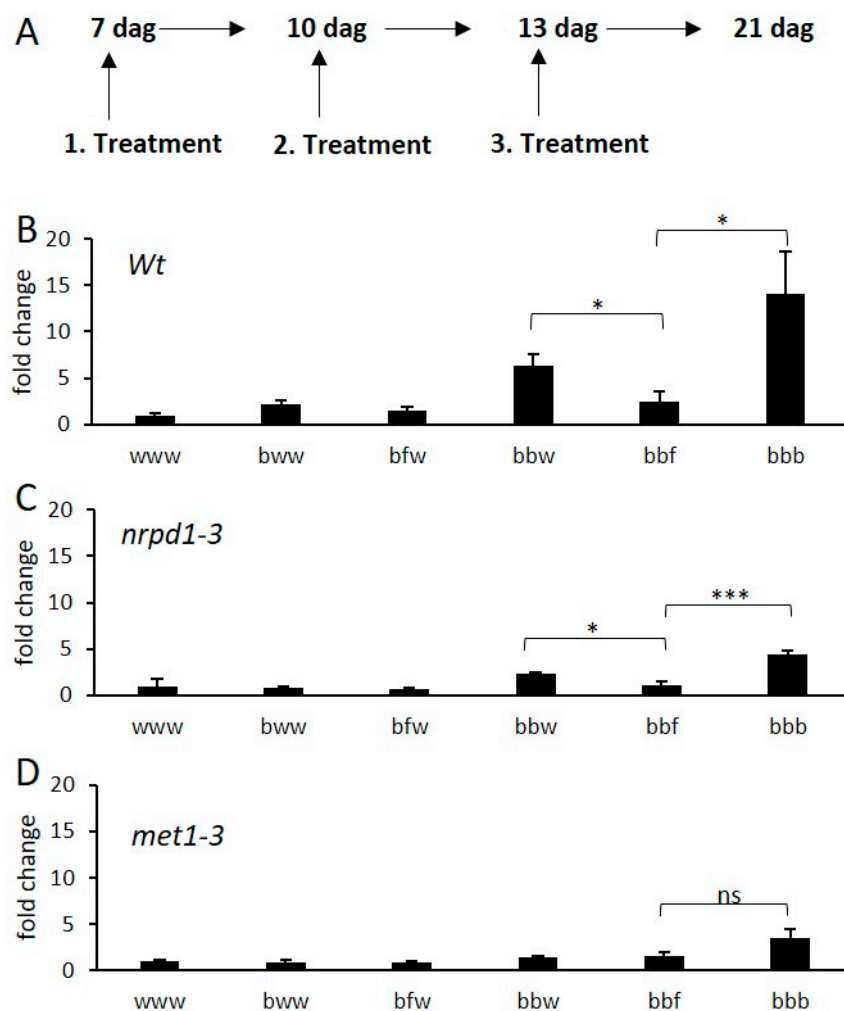 A
7 dag 10 dag 13 dag 21 dag
1. Treatment 2. Treatment 3. Treatment
B
Wt
fold change
20
15
10
5
0
*
*
www bww bfw bbw bbf bbb
C
nrpd1-3
fold change
20
15
10
5
0
*
***
www bww bfw bbw bbf bbb
D
met1-3
fold change
20
15
10
5
0
ns
www bww bfw bbw bbf bbb